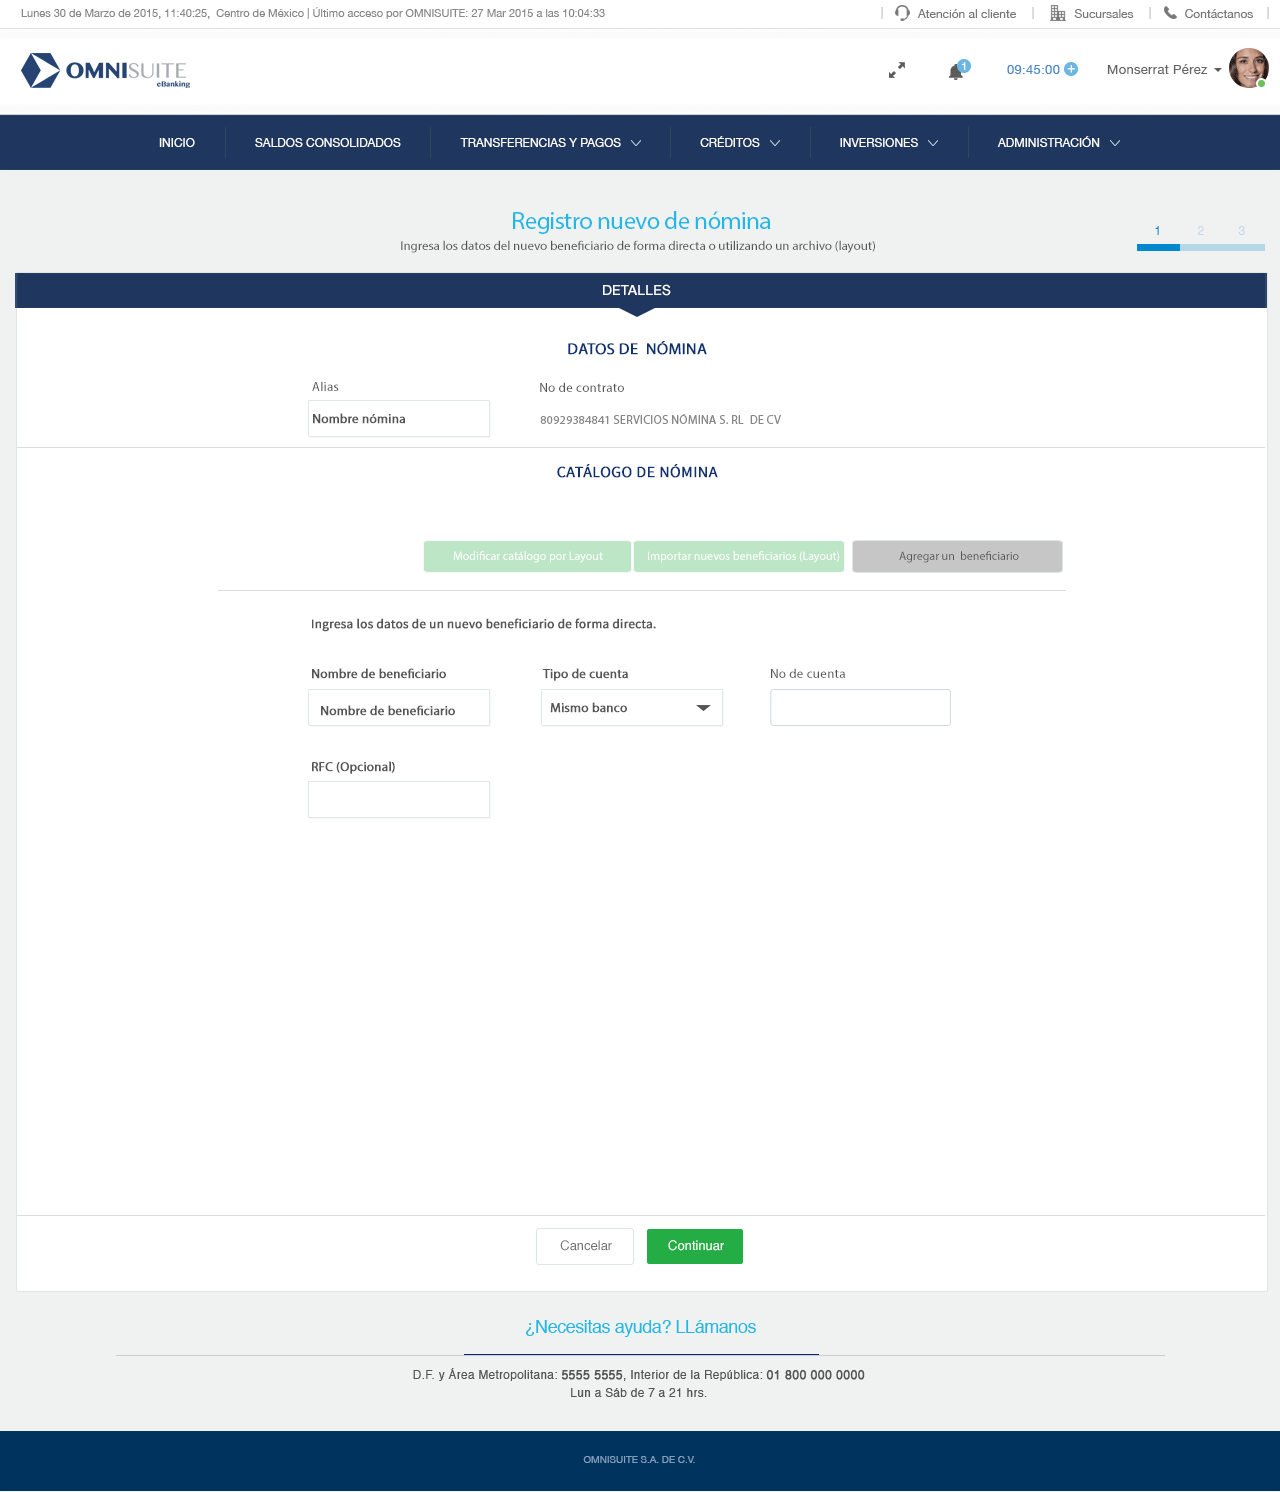 Lunes 30 de Marzo de 2015, 11:40:25,  Centro de México | Último acceso por OMNISUITE: 27 Mar 2015 a las 10:04:33
| Atención al cliente | Sucursales | Contáctanos |
OMNISUITE
eBanking
1
09:45:00
Monserrat Pérez
INICIO
SALDOS CONSOLIDADOS
TRANSFERENCIAS Y PAGOS
CRÉDITOS
INVERSIONES
ADMINISTRACIÓN
Registro nuevo de nómina
Ingresa los datos del nuevo beneficiario de forma directa o utilizando un archivo (layout)
1 2 3
DETALLES
DATOS DE  NÓMINA
Alias
No de contrato
Nombre nómina
80929384841 SERVICIOS NÓMINA S. RL  DE CV
CATÁLOGO DE NÓMINA
Modificar catálogo por Layout
Importar nuevos beneficiarios (Layout)
Agregar un  beneficiario
Ingresa los datos de un nuevo beneficiario de forma directa.
Nombre de beneficiario
Tipo de cuenta
No de cuenta
Nombre de beneficiario
Mismo banco
RFC (Opcional)
Cancelar
Continuar
¿Necesitas ayuda? LLámanos
D.F. y Área Metropolitana: 5555 5555, Interior de la República: 01 800 000 0000
Lun a Sáb de 7 a 21 hrs.
OMNISUITE S.A. DE C.V.